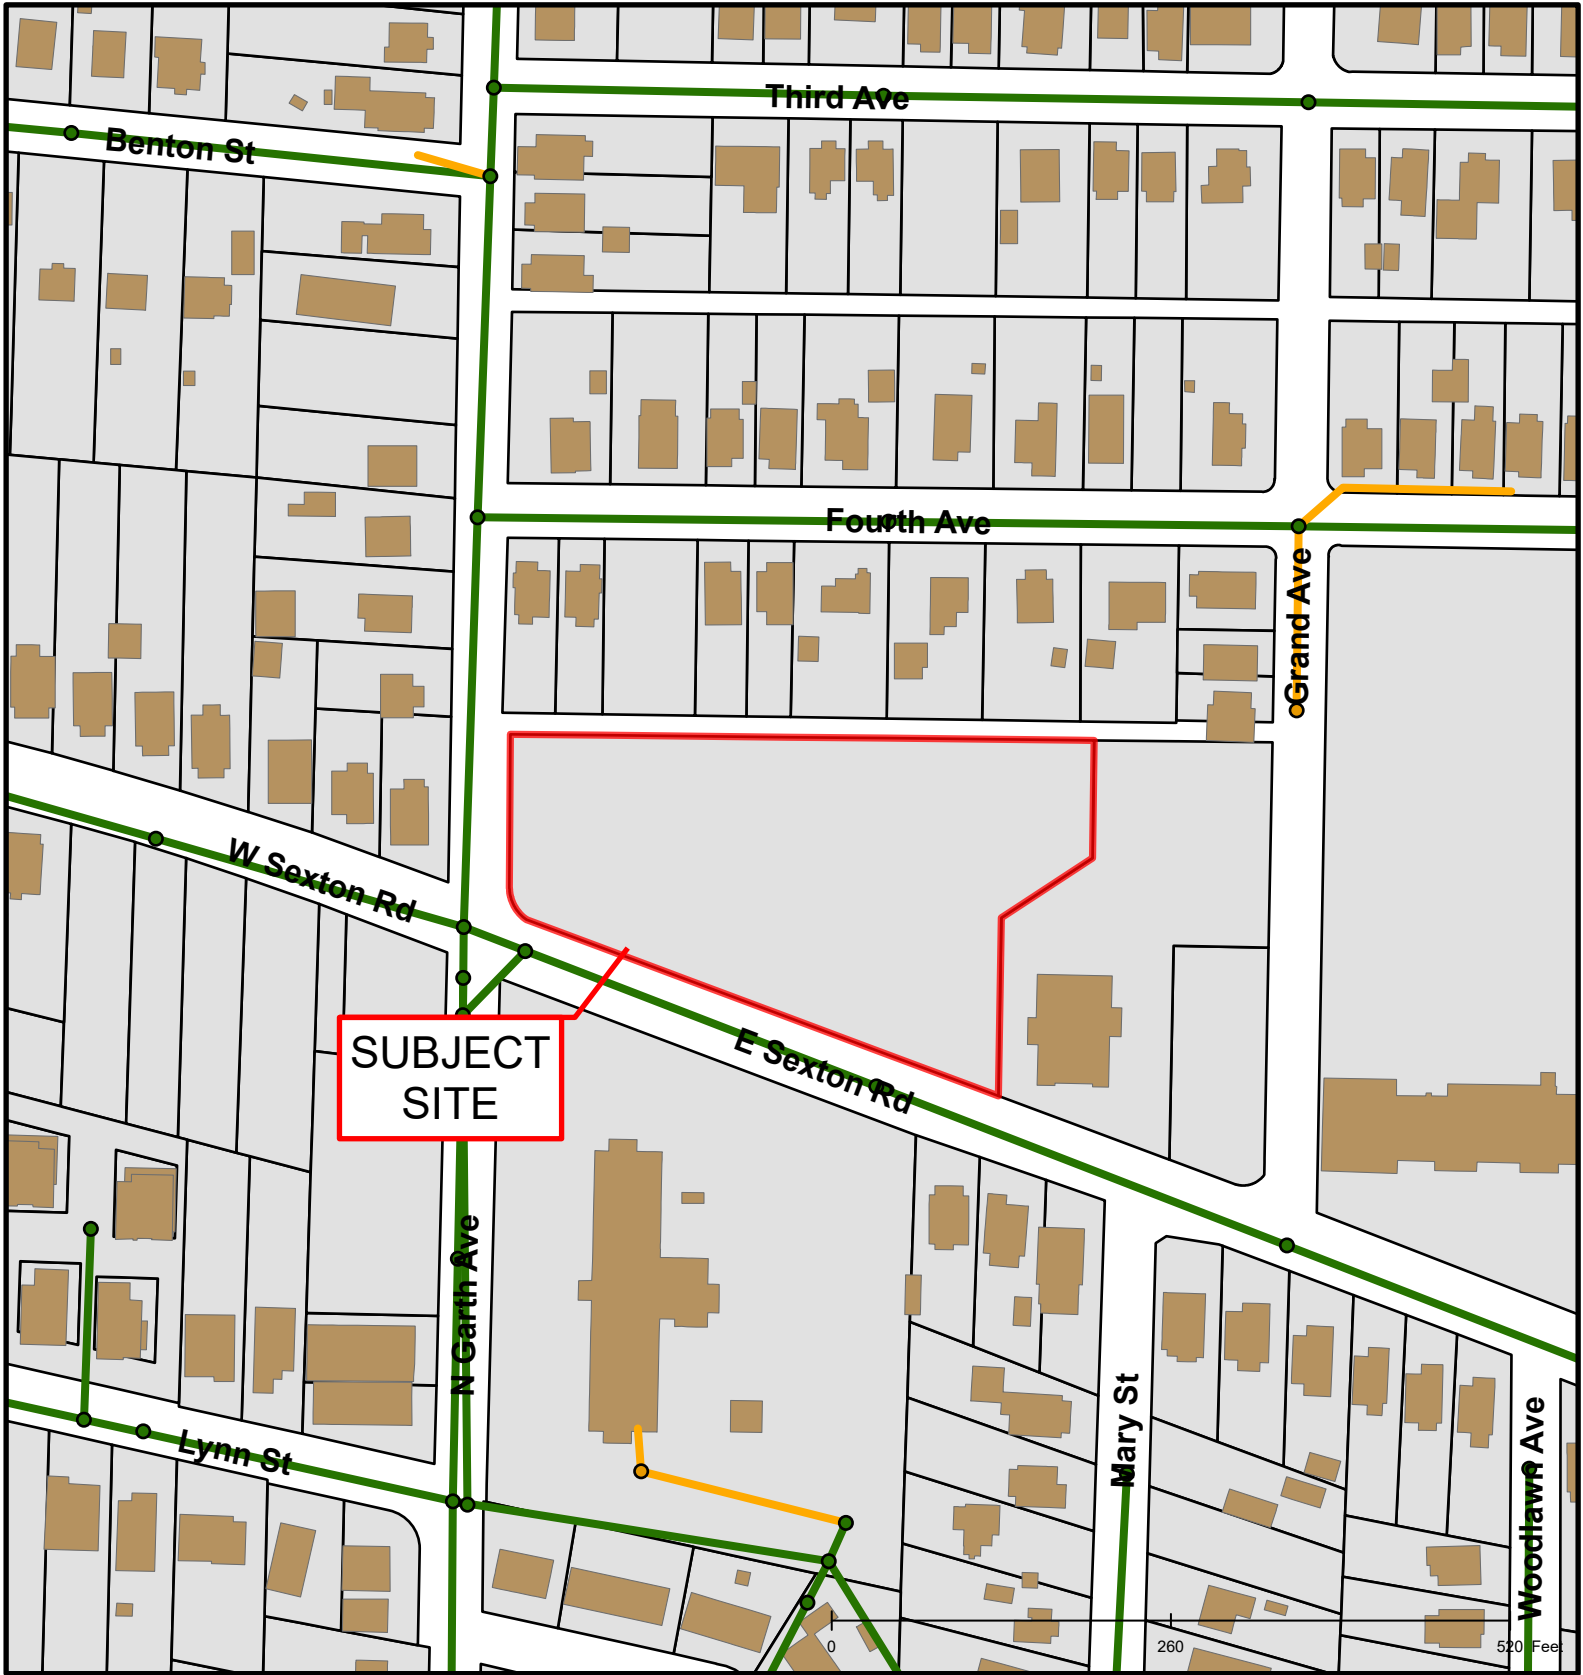 Third Ave
Benton St
Fourth Ave
Grand Ave
W Sexton Rd
SUBJECT
SITE
E Sexton Rd
N Garth Ave
Mary St
Lynn St
Woodlawn Ave
0 260 520 Feet